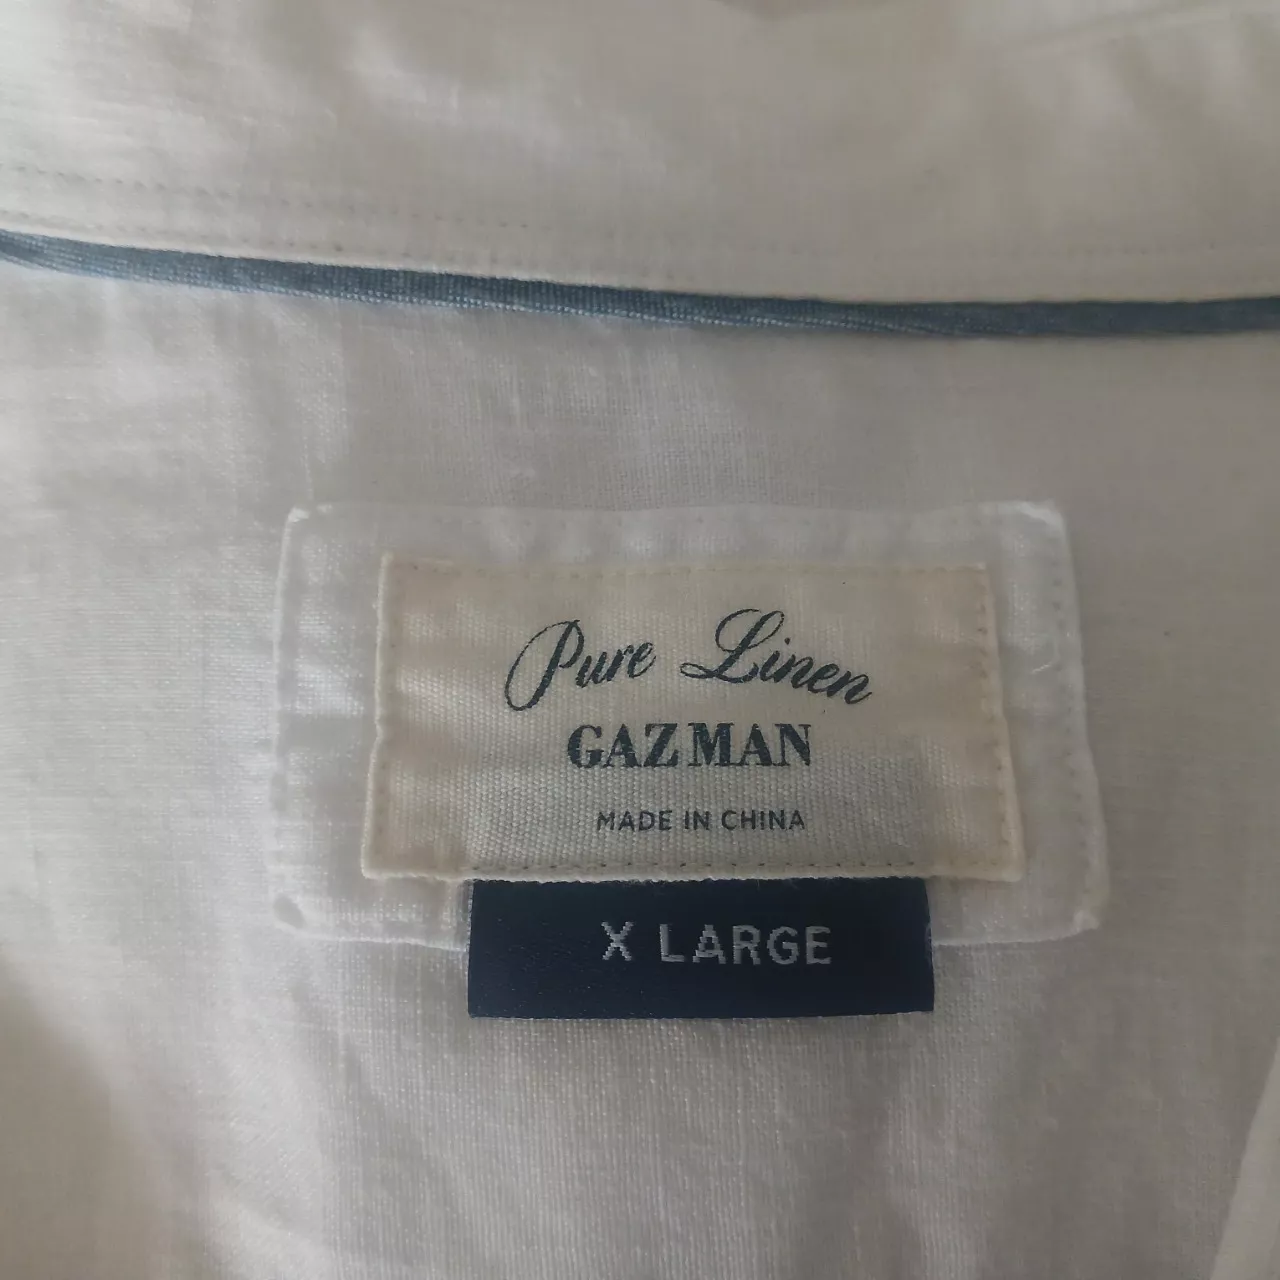 Pure Linen
GAZMAN
MADE IN CHINA
X LARGE